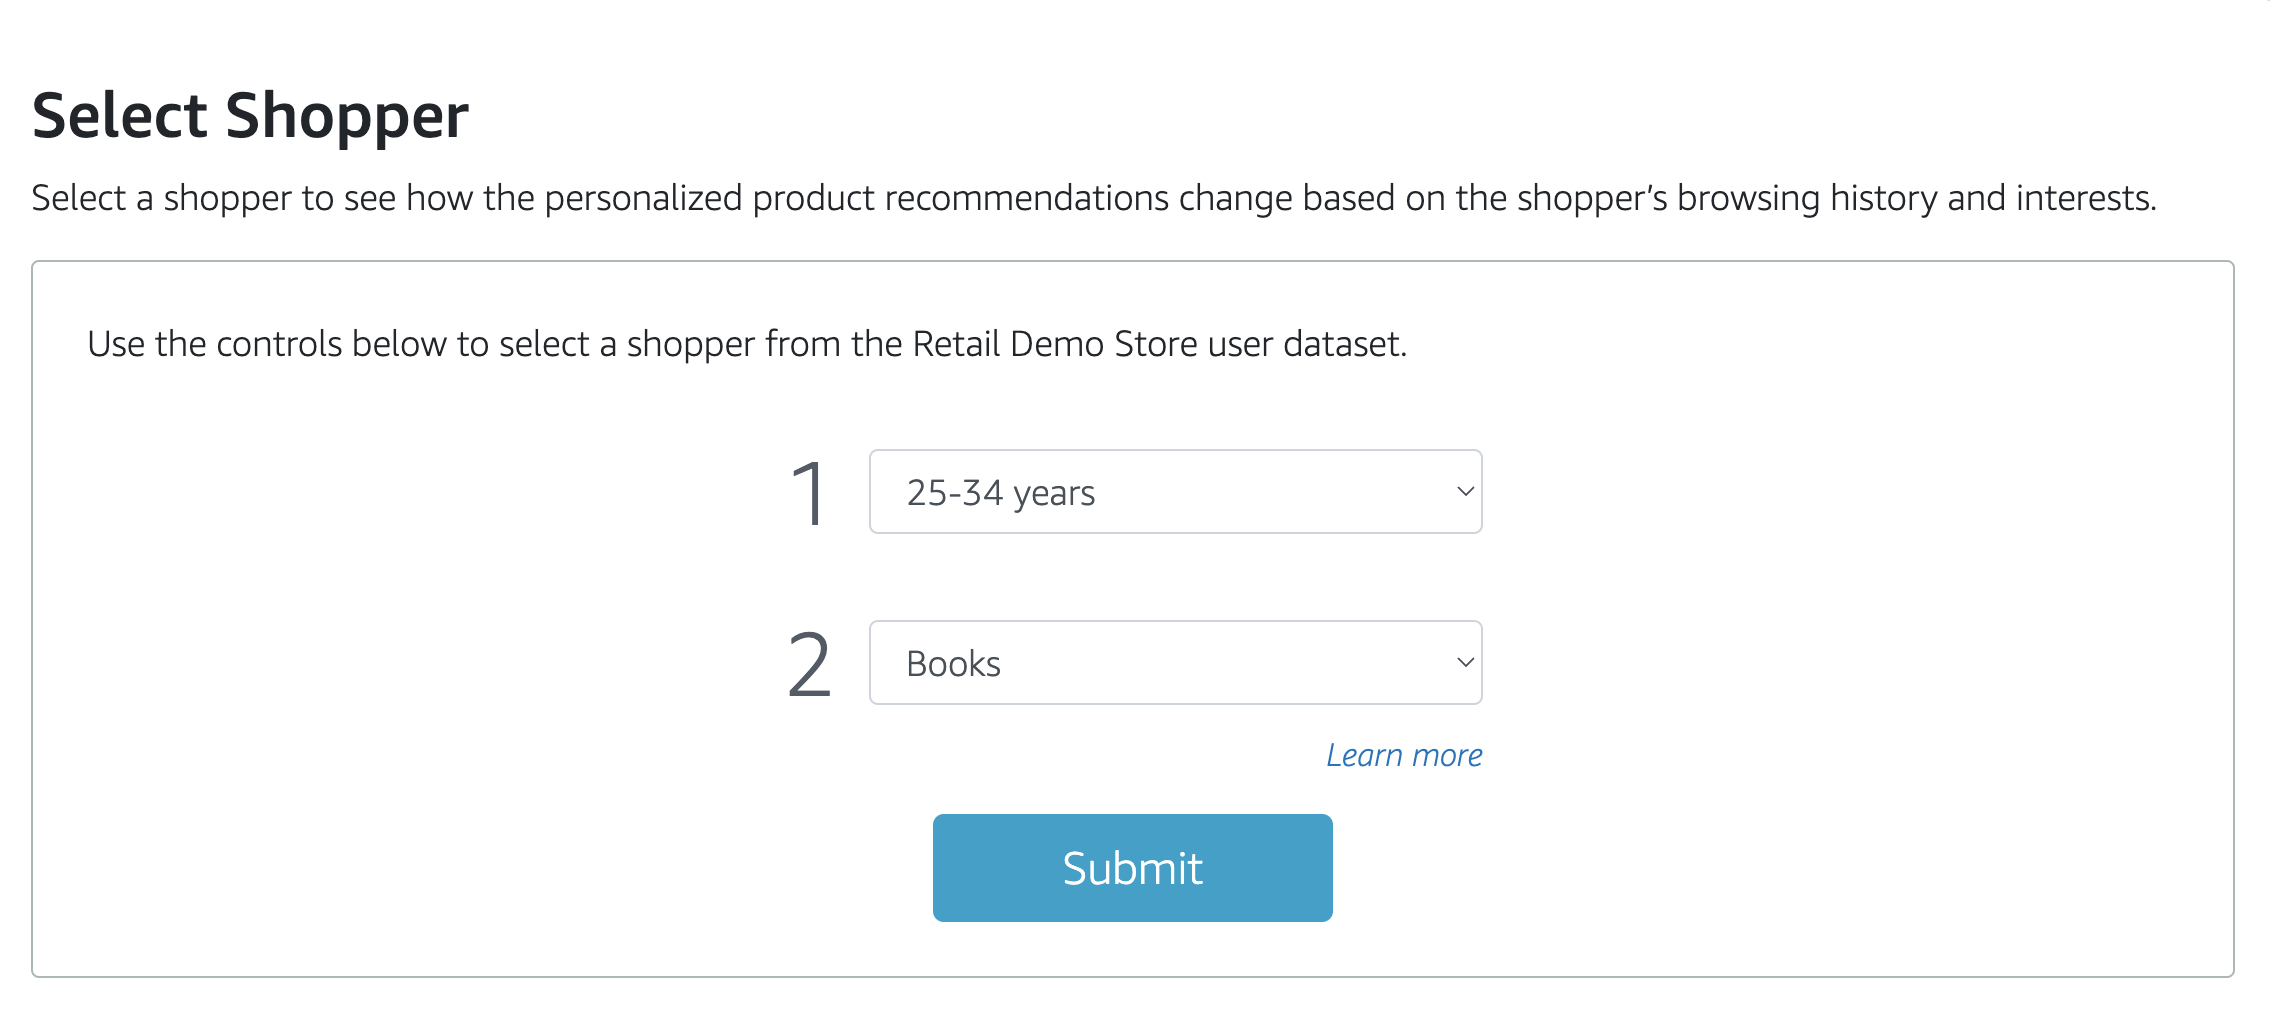 Select Shopper
Select a shopper to see how the personalized product recommendations change based on the shopper’s browsing history and interests.
Use the controls below to select a shopper from the Retail Demo Store user dataset.
1 25-34 years
2 Books
Learn more
Submit